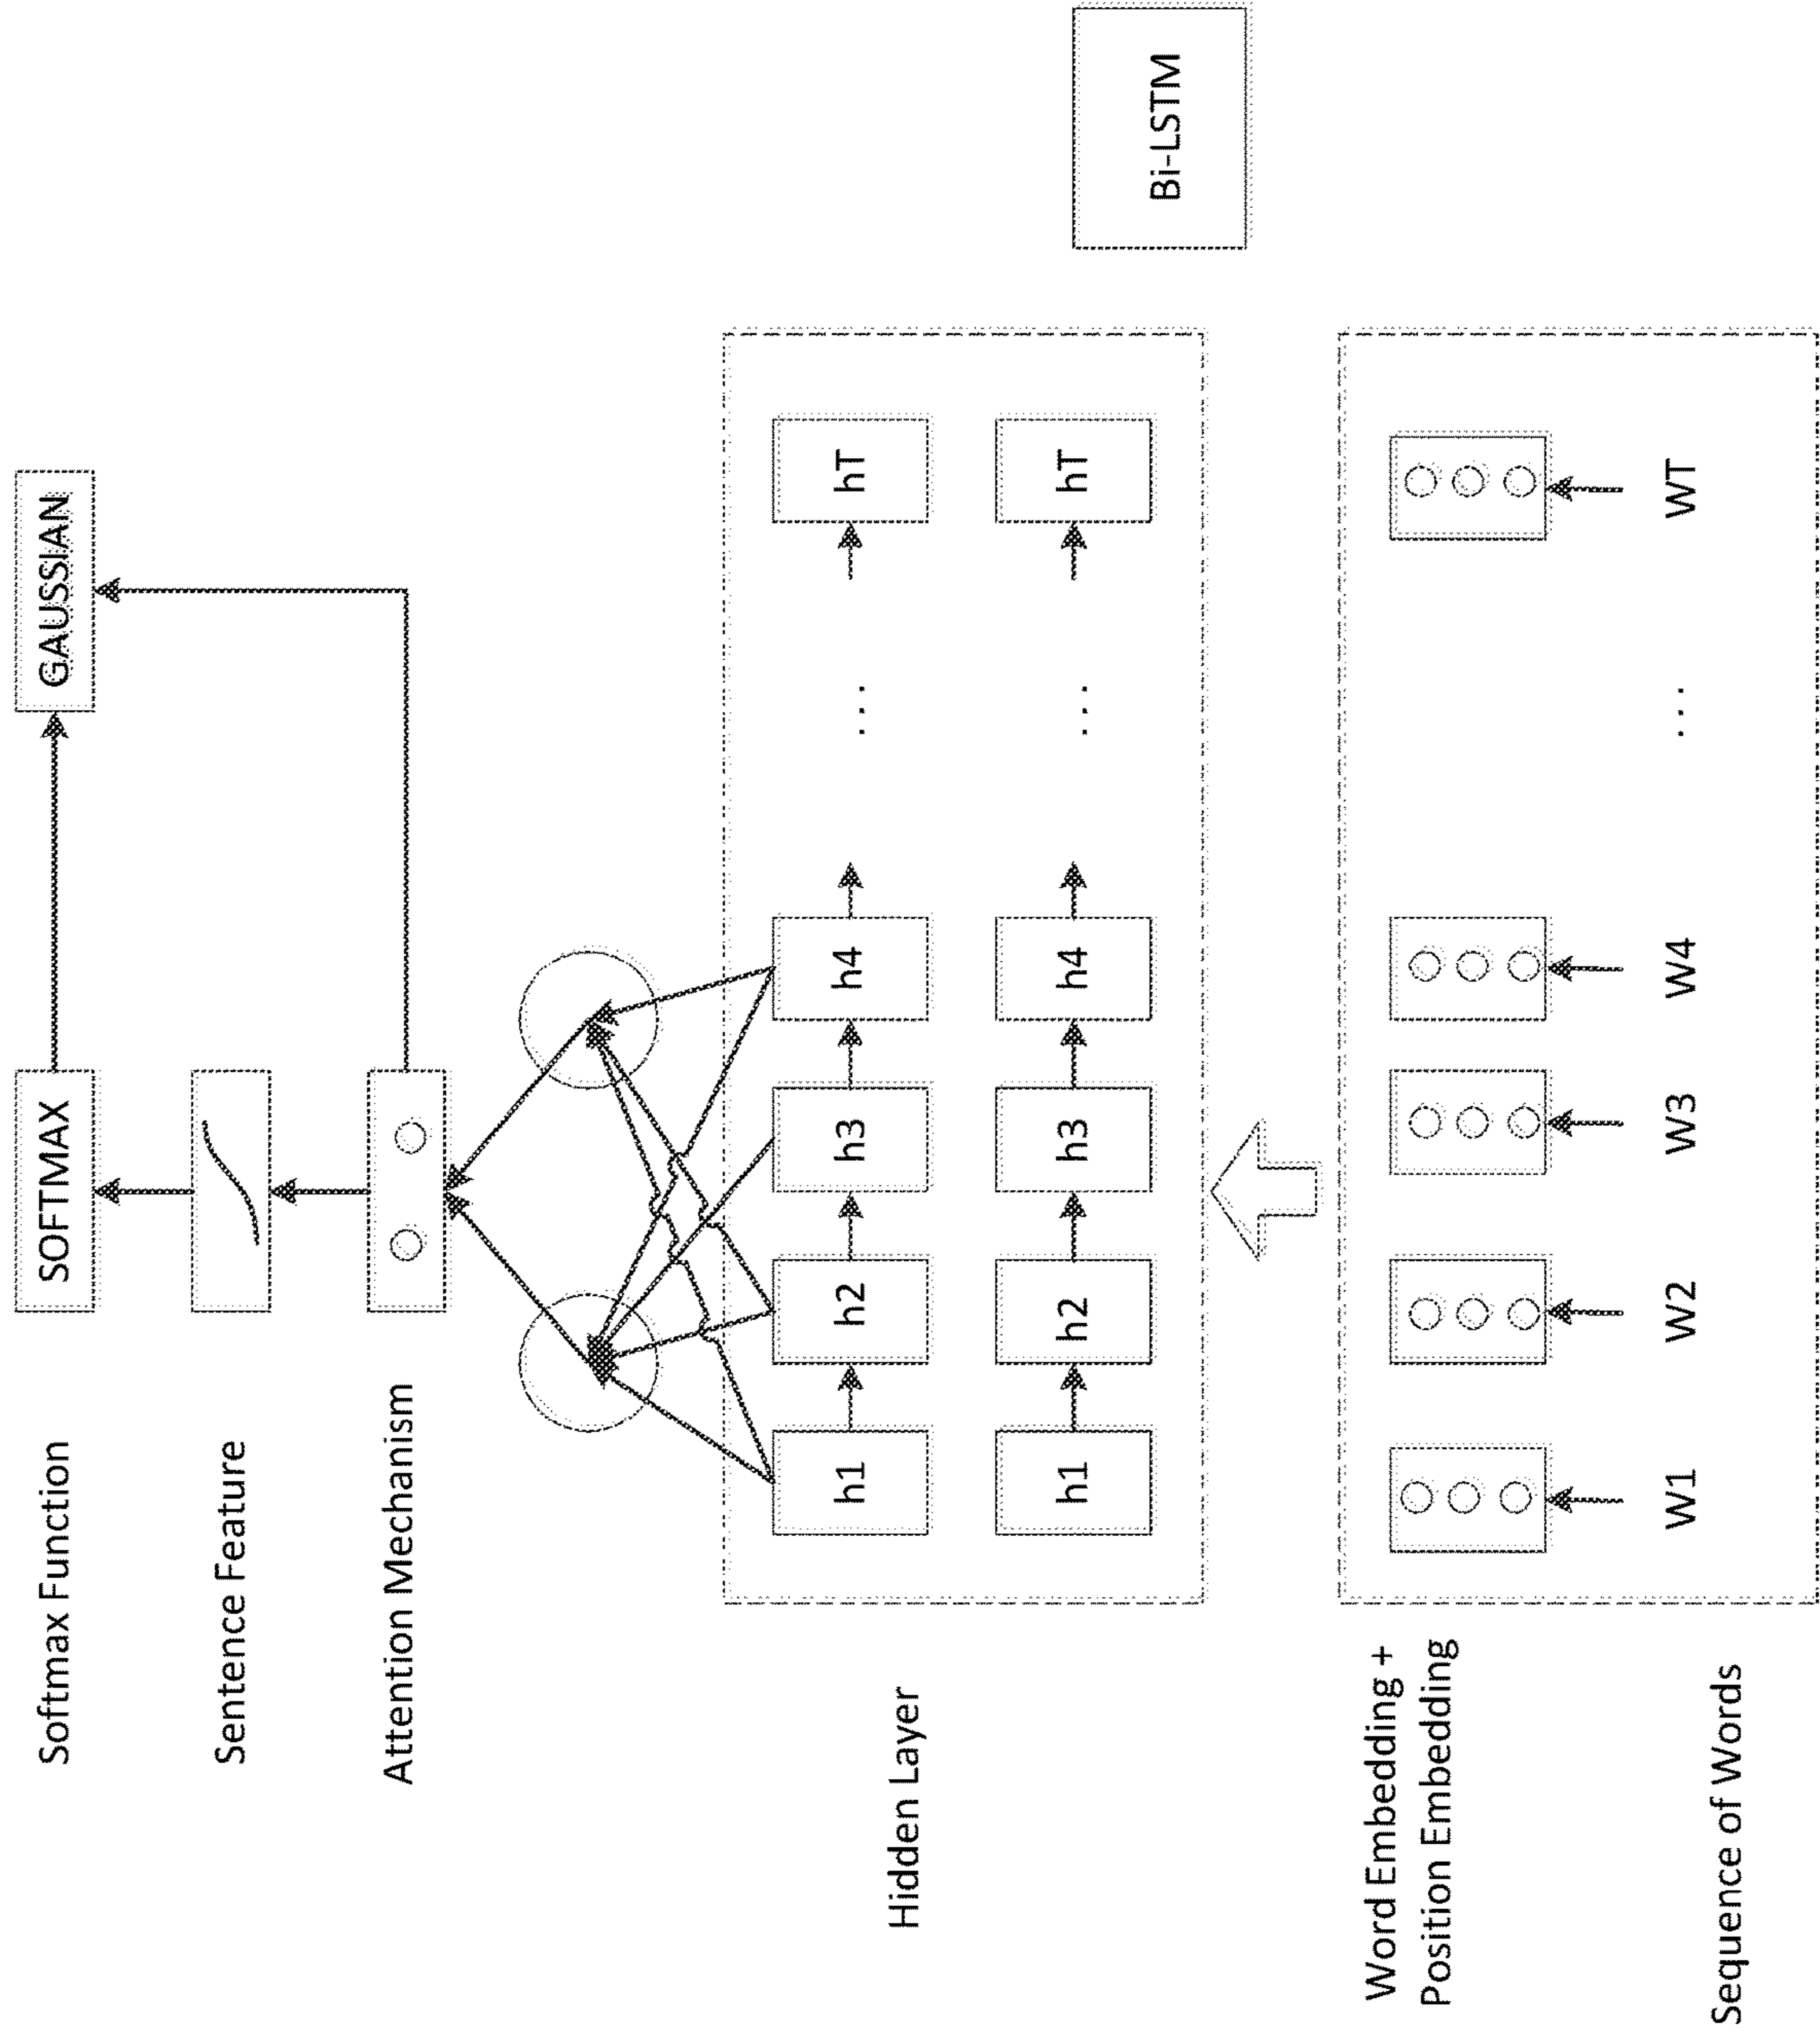 Softmax Function
SOFTMAX
GAUSSIAN
Sentence Feature
Attention Mechanism
Hidden Layer
h1 h2 h3 h4 ... hT
h1 h2 h3 h4 ... hT
Bi-LSTM
Word Embedding +
Position Embedding
W1 W2 W3 W4 ... WT
Sequence of Words